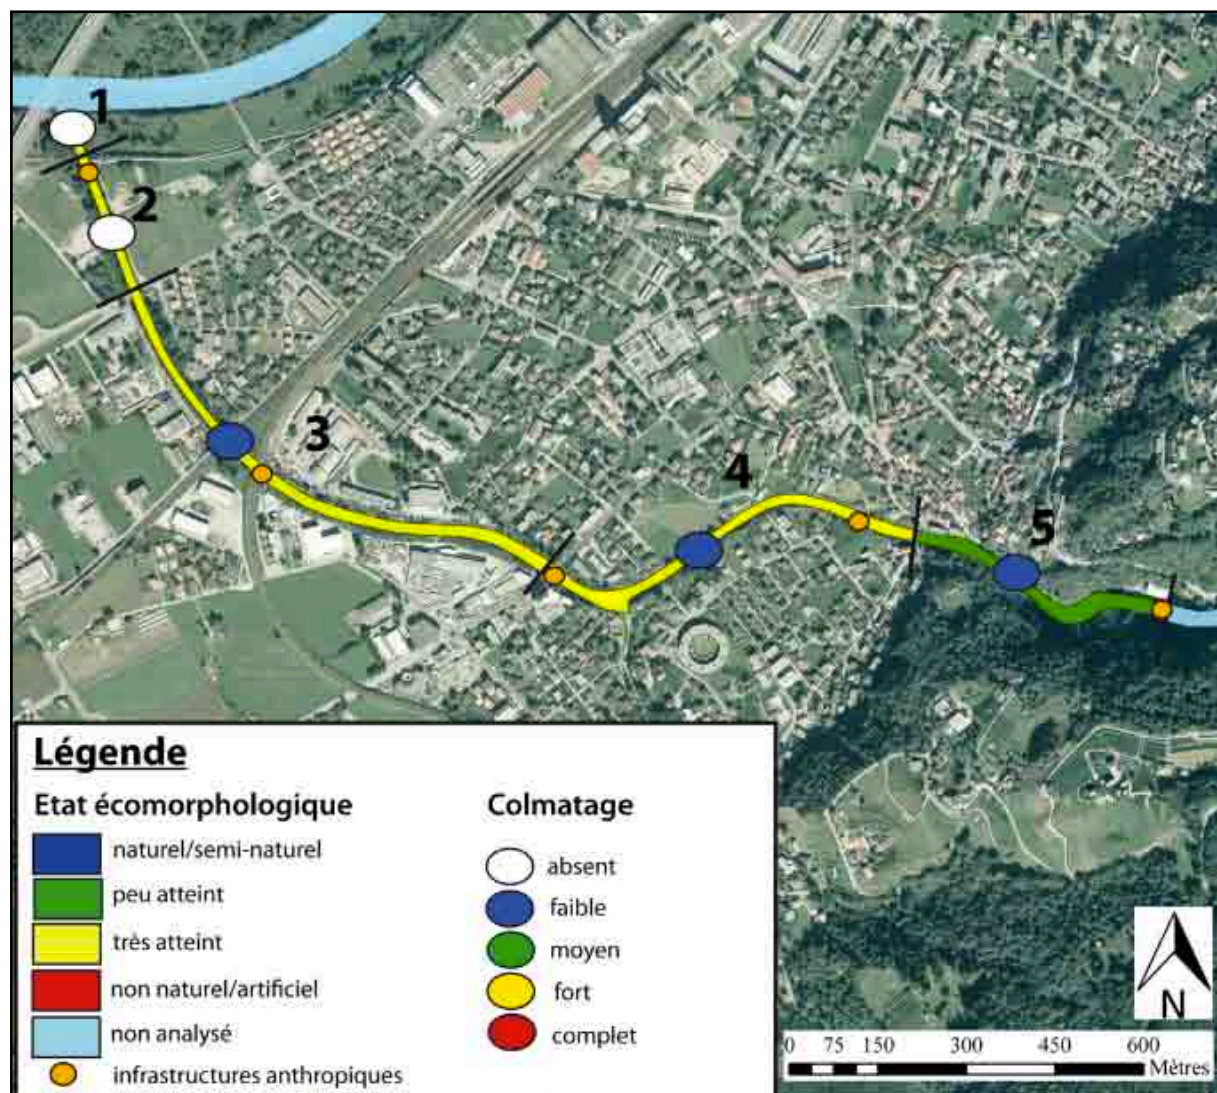 1
2
3
4
5
Légende
Etat écomorphologique
naturel/semi-naturel
peu atteint
très atteint
non naturel/artificiel
non analysé
infrastructures anthropiques
Colmatage
absent
faible
moyen
fort
complet
N
0 75 150 300 450 600
Mètres